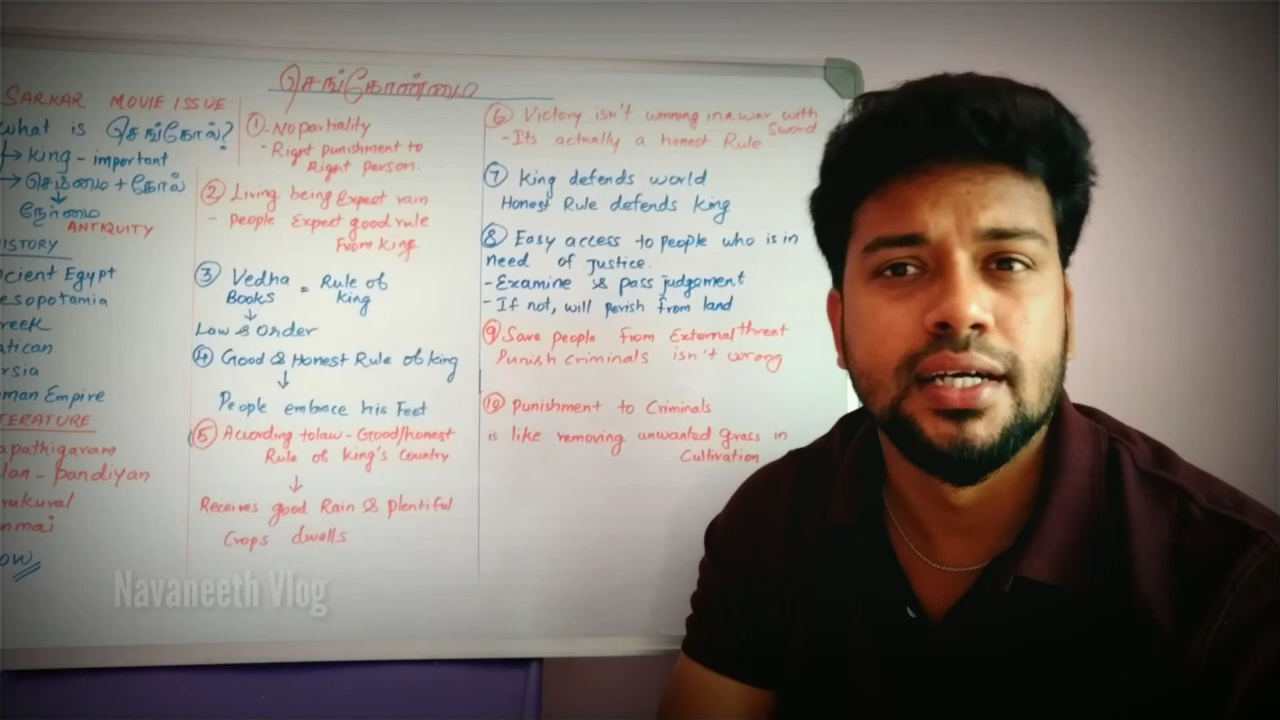 செங்கோண்மை
SARKAR MOVIE ISSUE
what is செங்கோல்?
→ king - important
→ செம்மை + கோல்
↓
நேர்மை
ANTIQUITY
ISTORY
cient Egypt
esopotamia
reek
atican
rsia
man Empire
TERATURE
apathigaram
lan - pandiyan
rukural
nmai
ow
① - No partiality
- Right punishment to
Right person.
② Living being Expect rain
- people Expect good rule
From king
③ Vedha = Rule of
Books king
↓
Law & Order
④ Good & Honest Rule of king
↓
People embrace his Feet
⑤ According to law - Good/honest
Rule of king's Country
↓
Receives good Rain & plentiful
Crops dwells
⑥ Victory isn't winning in a war with
Sword
- Its actually a honest Rule
⑦ King defends world
Honest Rule defends king
⑧ Easy access to people who is in
need of Justice.
- Examine & pass judgement
- If not, will perish from land
⑨ Save people from External threat
Punish criminals isn't wrong
⑩ Punishment to Criminals
is like removing unwanted grass in
Cultivation
Navaneeth Vlog